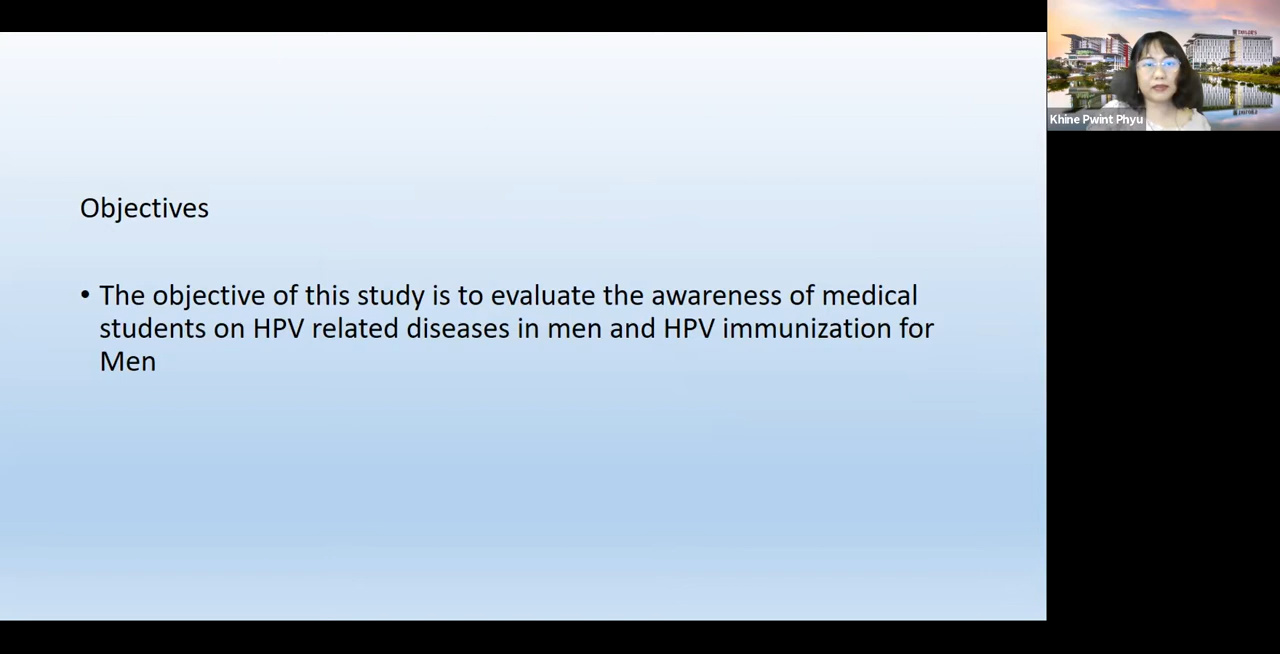 Objectives
• The objective of this study is to evaluate the awareness of medical
students on HPV related diseases in men and HPV immunization for
Men
Khine Pwint Phyu